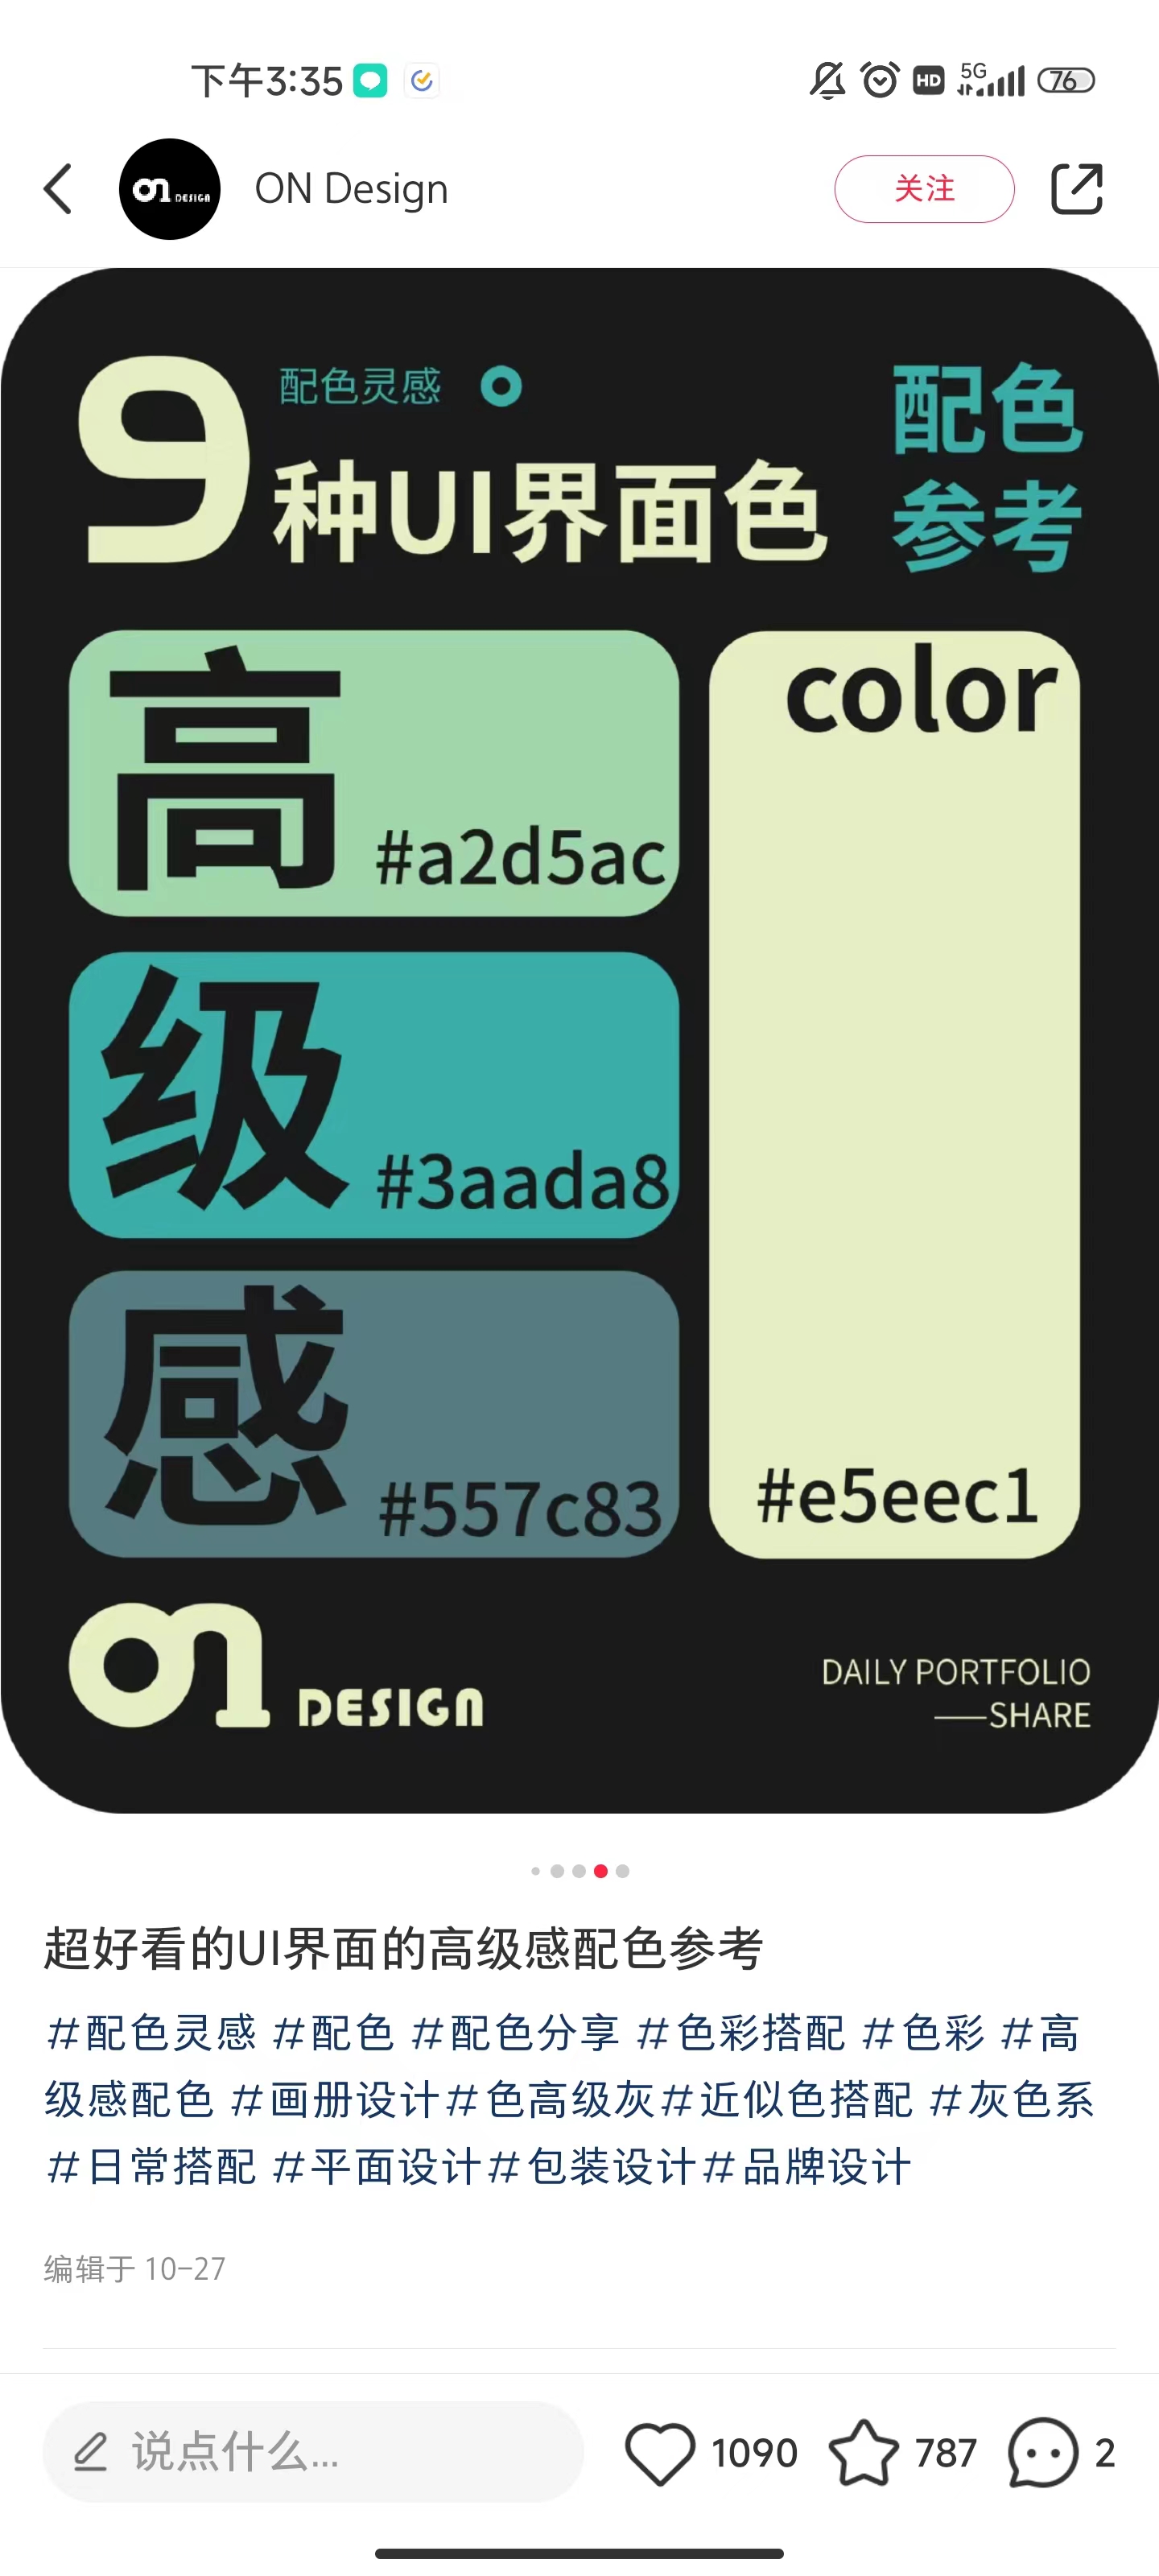 下午3:35
HD 5G 76
ON DESIGN
ON Design
关注
配色灵感
9种UI界面色
配色
参考
高
#a2d5ac
color
级
#3aada8
感
#557c83
#e5eec1
on DESIGN
DAILY PORTFOLIO
——SHARE
超好看的UI界面的高级感配色参考
#配色灵感 #配色 #配色分享 #色彩搭配 #色彩 #高
级感配色 #画册设计#色高级灰#近似色搭配 #灰色系
#日常搭配 #平面设计#包装设计#品牌设计
编辑于 10-27
说点什么...
1090
787
2